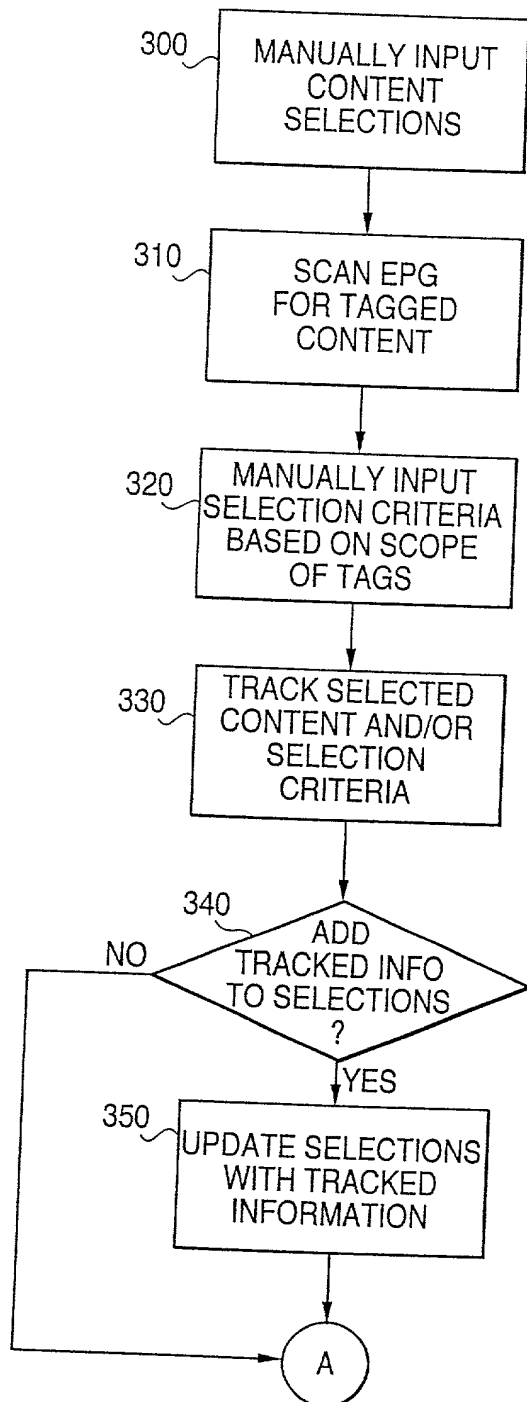 300
MANUALLY INPUT
CONTENT
SELECTIONS
310
SCAN EPG
FOR TAGGED
CONTENT
320
MANUALLY INPUT
SELECTION CRITERIA
BASED ON SCOPE
OF TAGS
330
TRACK SELECTED
CONTENT AND/OR
SELECTION
CRITERIA
340
ADD
TRACKED INFO
TO SELECTIONS
?
NO
YES
350
UPDATE SELECTIONS
WITH TRACKED
INFORMATION
A